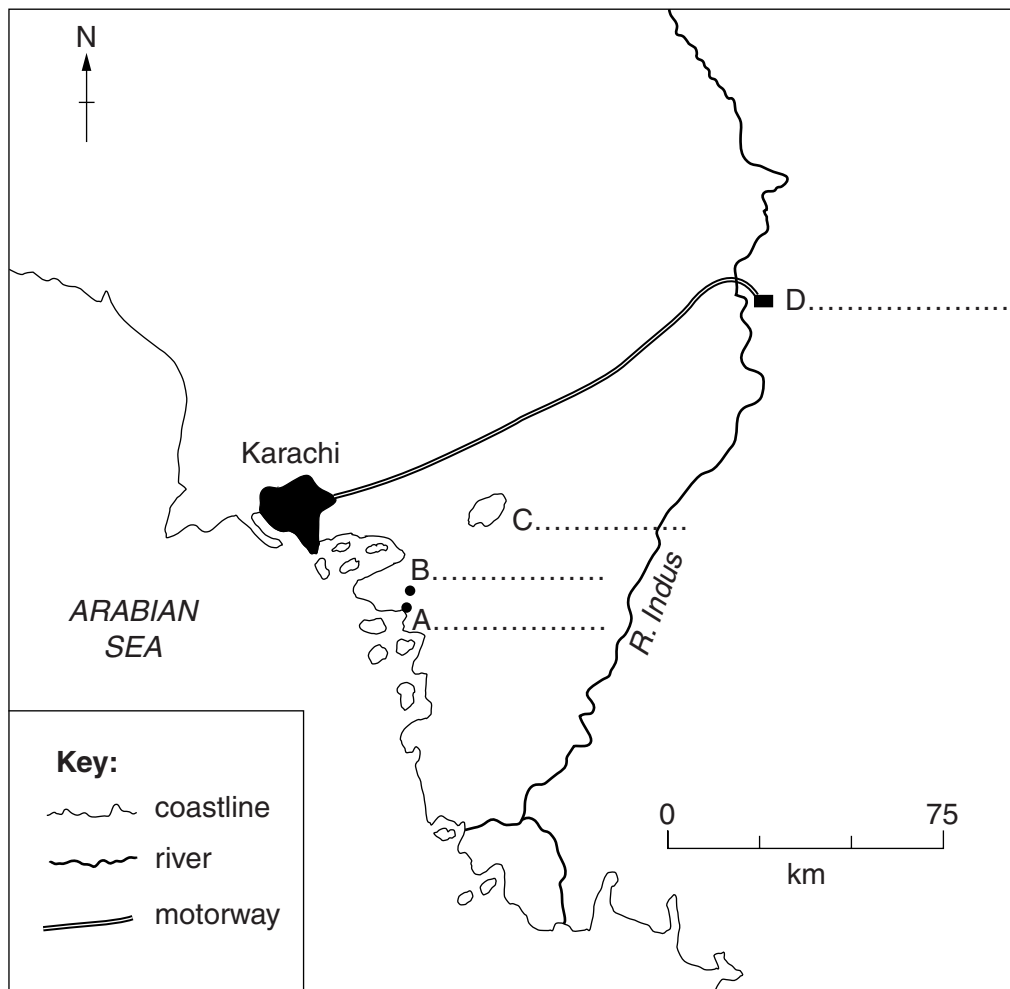 N
D.....................
Karachi
C................
B..................
A..................
R. Indus
ARABIAN
SEA
Key:
coastline
river
motorway
0 75
km